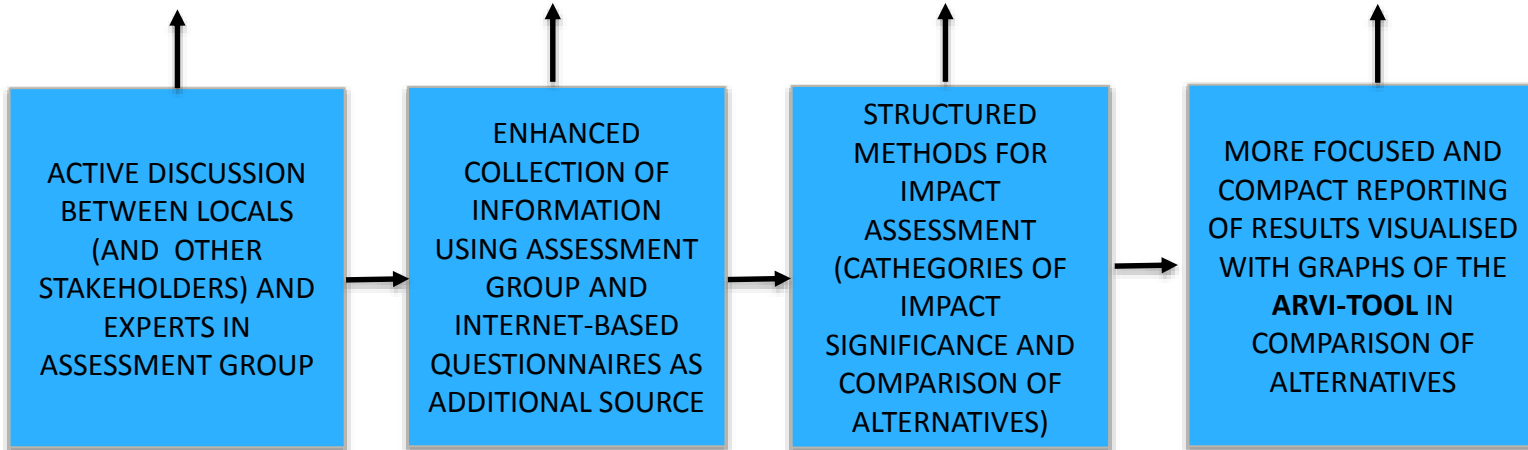 ACTIVE DISCUSSION
BETWEEN LOCALS
(AND OTHER
STAKEHOLDERS) AND
EXPERTS IN
ASSESSMENT GROUP
ENHANCED
COLLECTION OF
INFORMATION
USING ASSESSMENT
GROUP AND
INTERNET-BASED
QUESTIONNAIRES AS
ADDITIONAL SOURCE
STRUCTURED
METHODS FOR
IMPACT
ASSESSMENT
(CATHEGORIES OF
IMPACT
SIGNIFICANCE AND
COMPARISON OF
ALTERNATIVES)
MORE FOCUSED AND
COMPACT REPORTING
OF RESULTS VISUALISED
WITH GRAPHS OF THE
ARVI-TOOL IN
COMPARISON OF
ALTERNATIVES